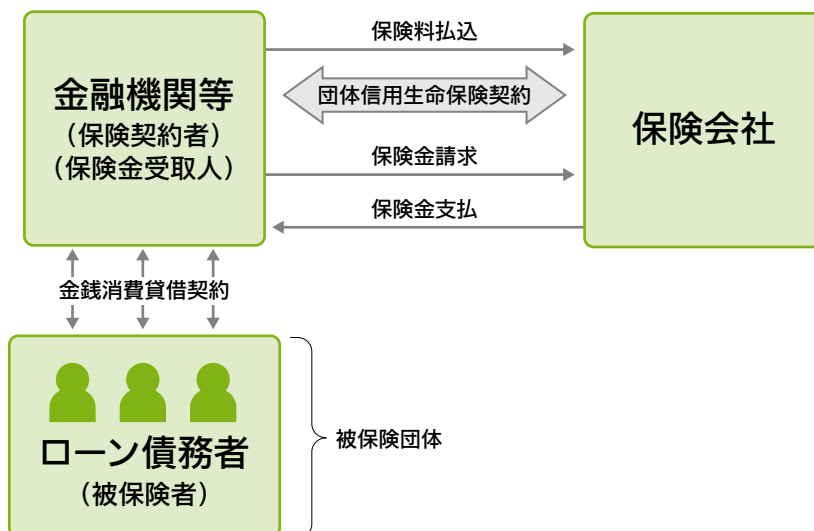 保険料払込
金融機関等
（保険契約者）
（保険金受取人）
団体信用生命保険契約
保険会社
保険金請求
保険金支払
金銭消費貸借契約
ローン債務者
（被保険者）
被保険団体